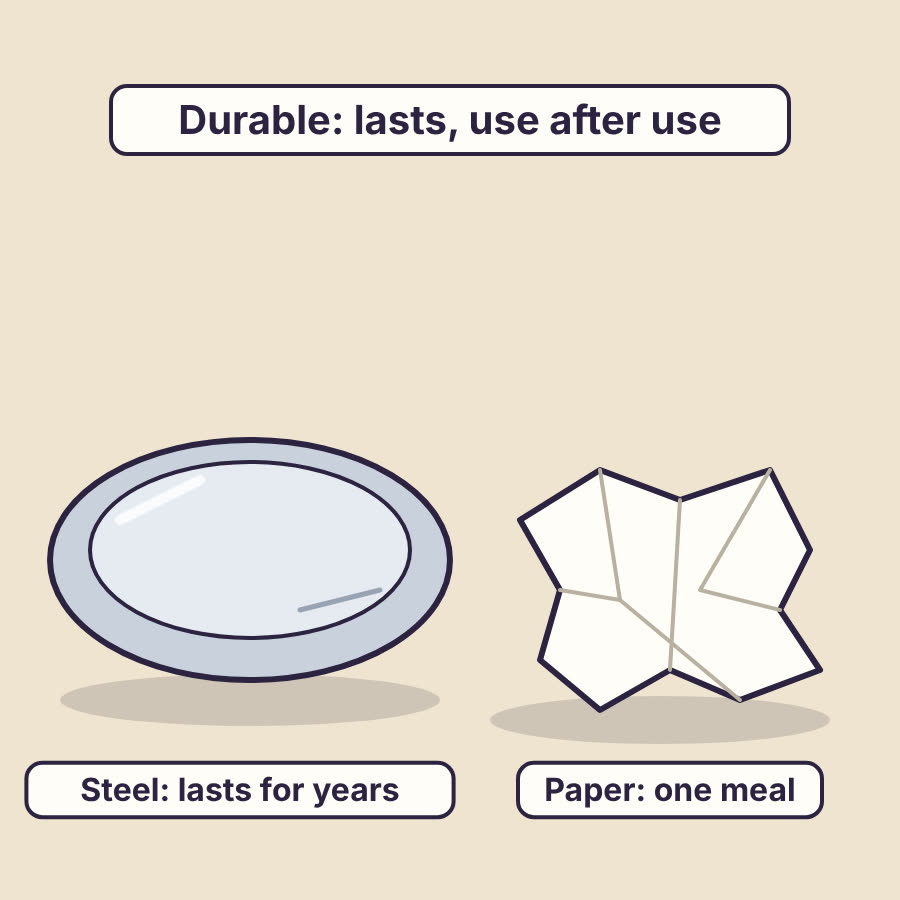 Durable: lasts, use after use
Steel: lasts for years
Paper: one meal